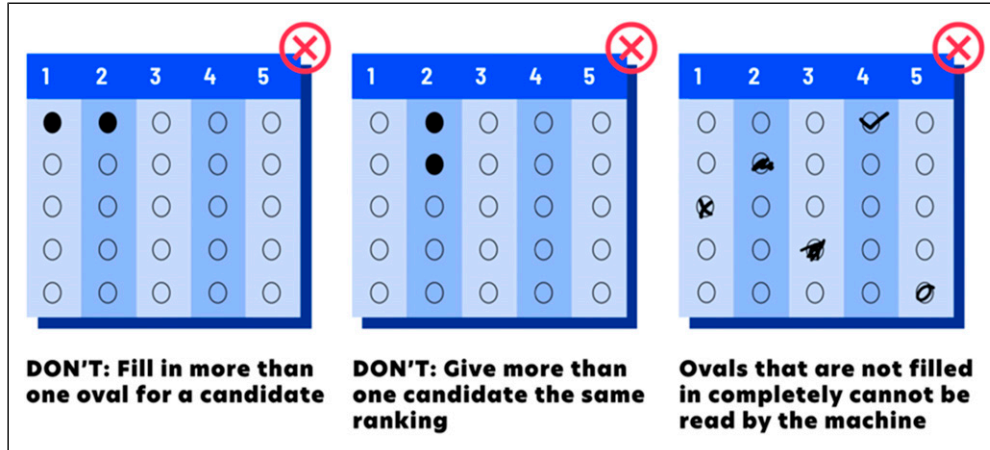 1 2 3 4 5
DON'T: Fill in more than
one oval for a candidate
1 2 3 4 5
DON'T: Give more than
one candidate the same
ranking
1 2 3 4 5
Ovals that are not filled
in completely cannot be
read by the machine